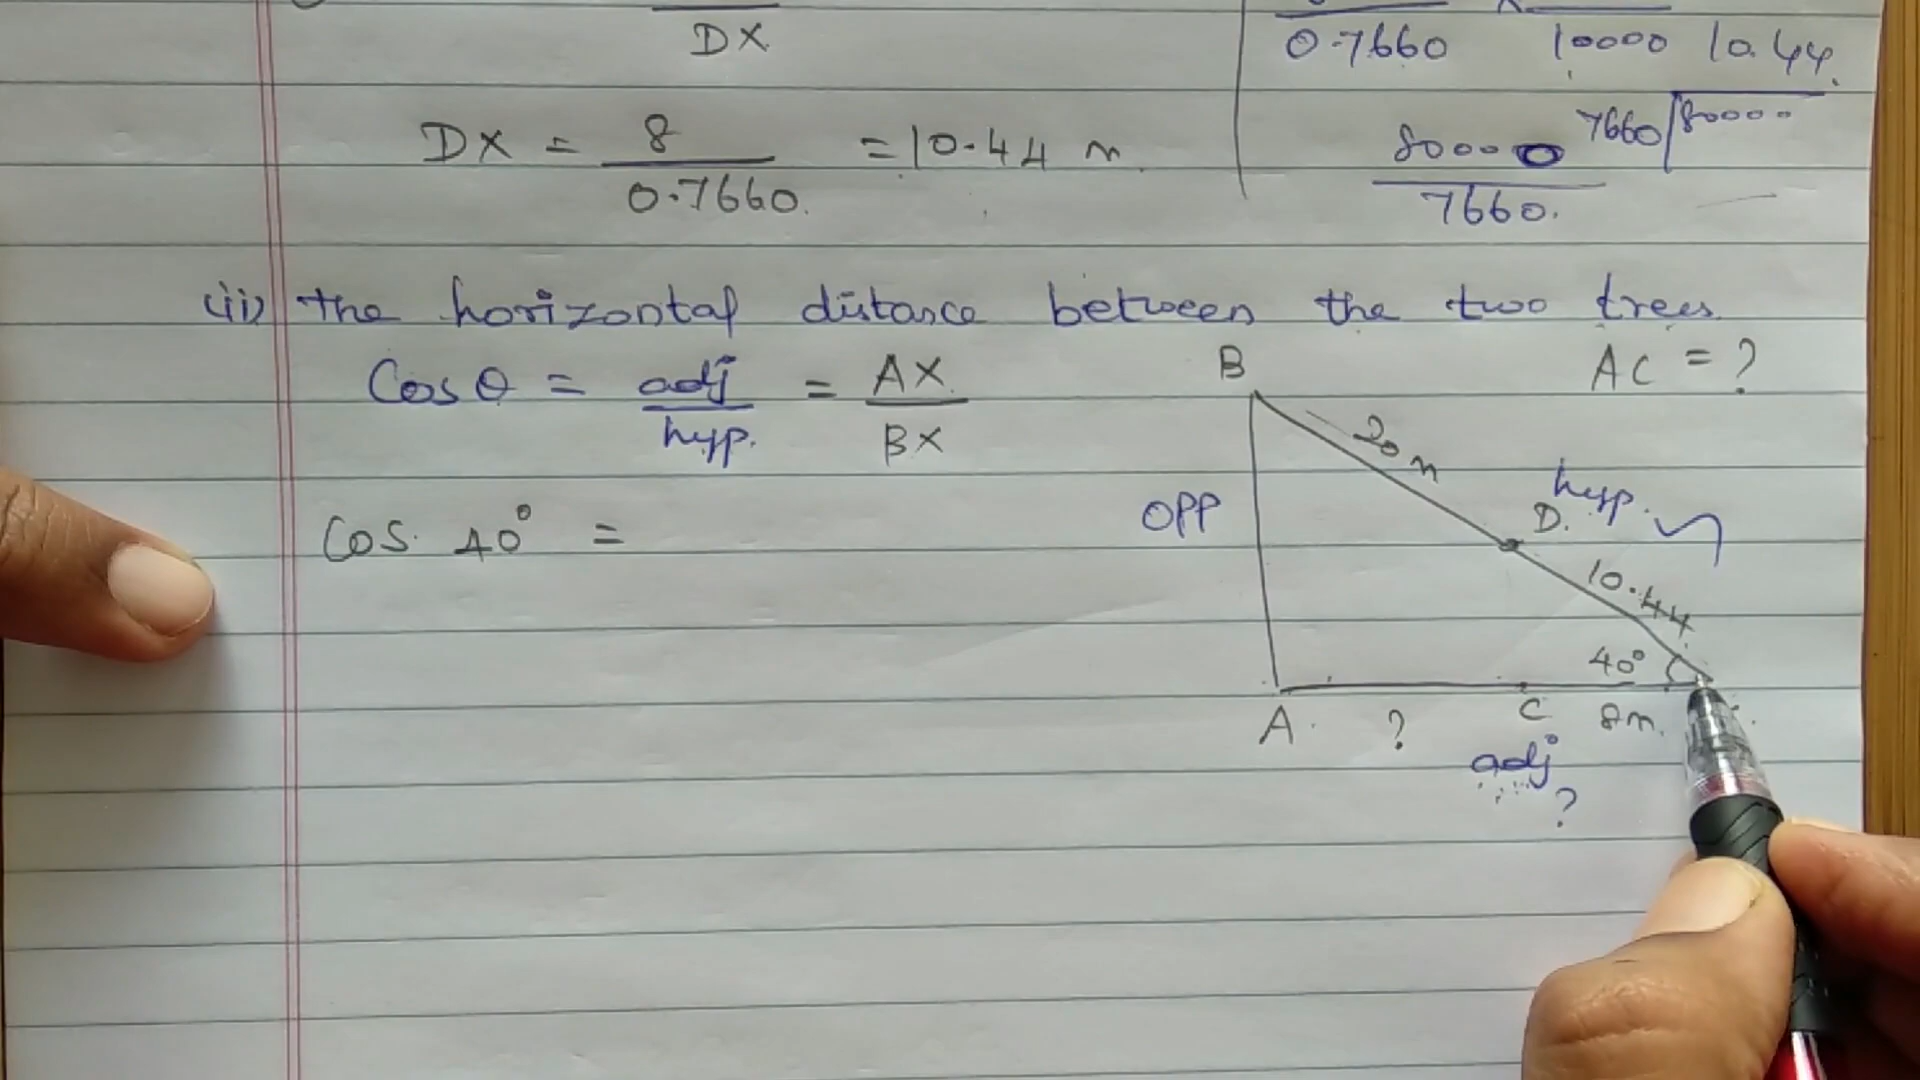 DX
0.7660 10000 10.44
DX = 8 / 0.7660 = 10.44 m
80000 / 7660. 7660 80000
(ii) the horizontal distance between the two trees
Cosθ = adj / hyp. = AX / BX
AC = ?
B
20 m
hyp.
Cos 40° =
OPP
D.
10.44
40°
A ? C 8m.
adj
?